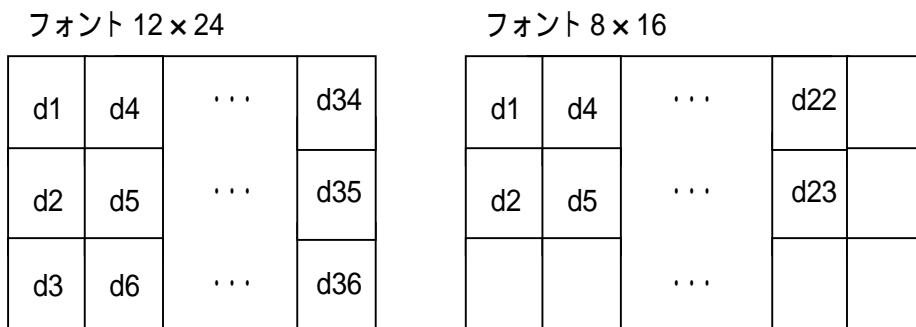 フォント 12 × 24 フォント 8 × 16
d1 d4 ··· d34 d1 d4 ··· d22
d2 d5 ··· d35 d2 d5 ··· d23
d3 d6 ··· d36 ···